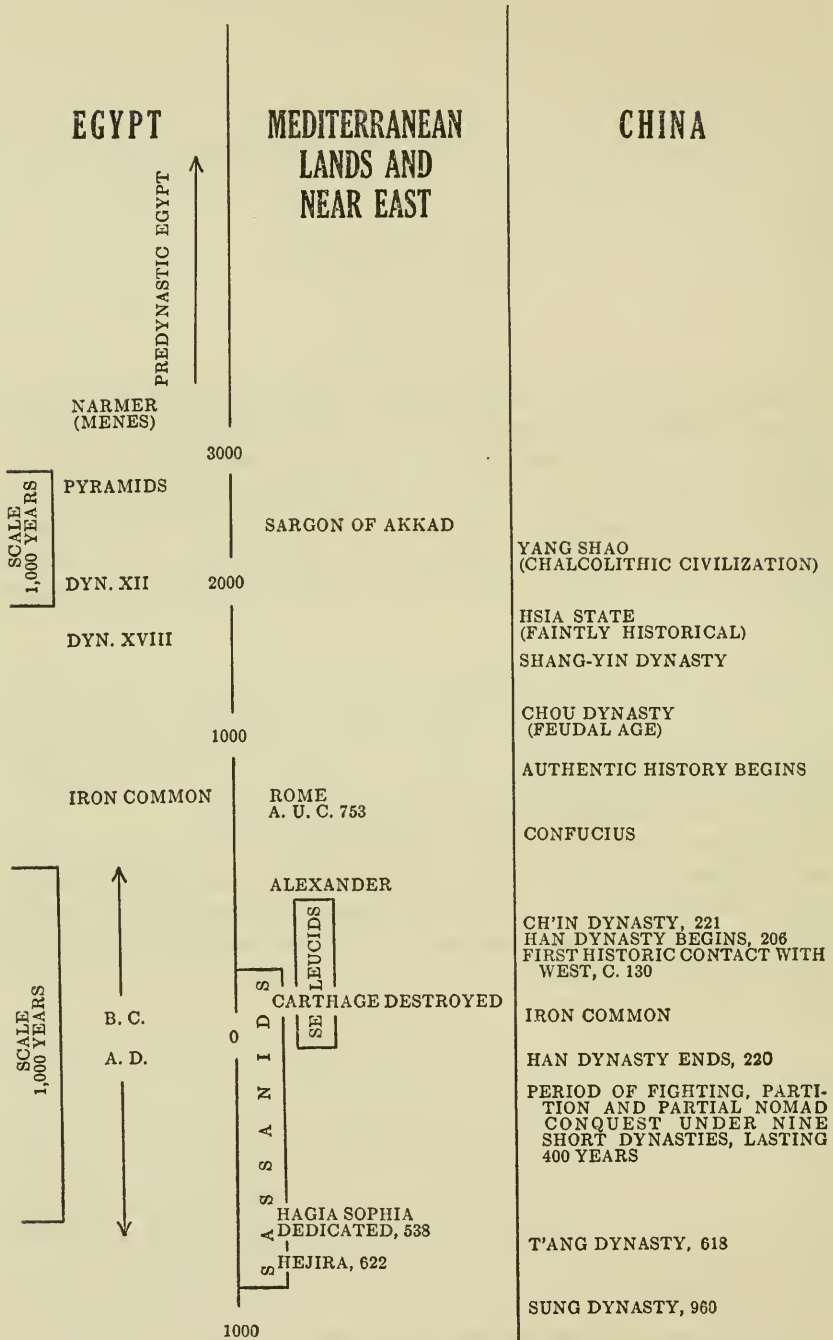 EGYPT
PREDYNASTIC EGYPT
NARMER
(MENES)
PYRAMIDS
SCALE
1,000 YEARS
DYN. XII
DYN. XVIII
IRON COMMON
SCALE
1,000 YEARS
B. C.
A. D.
3000
2000
1000
0
1000
MEDITERRANEAN
LANDS AND
NEAR EAST
SARGON OF AKKAD
ROME
A. U. C. 753
ALEXANDER
SELEUCIDS
CARTHAGE DESTROYED
SASSANIDS
HAGIA SOPHIA
DEDICATED, 538
HEJIRA, 622
CHINA
YANG SHAO
(CHALCOLITHIC CIVILIZATION)
HSIA STATE
(FAINTLY HISTORICAL)
SHANG-YIN DYNASTY
CHOU DYNASTY
(FEUDAL AGE)
AUTHENTIC HISTORY BEGINS
CONFUCIUS
CH'IN DYNASTY, 221
HAN DYNASTY BEGINS, 206
FIRST HISTORIC CONTACT WITH
WEST, C. 130
IRON COMMON
HAN DYNASTY ENDS, 220
PERIOD OF FIGHTING, PARTI-
TION AND PARTIAL NOMAD
CONQUEST UNDER NINE
SHORT DYNASTIES, LASTING
400 YEARS
T'ANG DYNASTY, 618
SUNG DYNASTY, 960